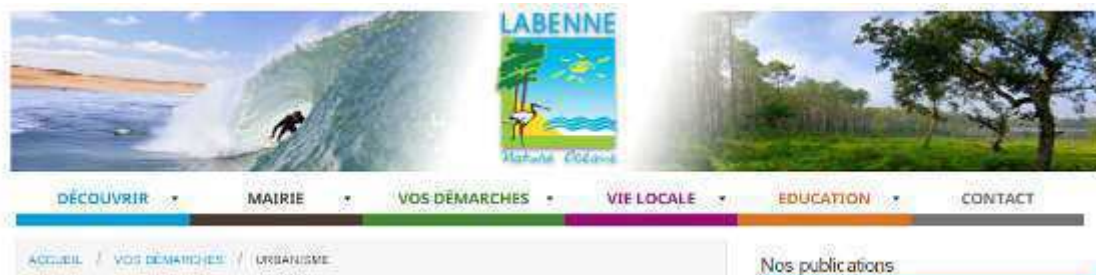 LABENNE
Nature Océane
DÉCOUVRIR MAIRIE VOS DÉMARCHES VIE LOCALE EDUCATION CONTACT
ACCUEIL / VOS DÉMARCHES / URBANISME
Nos publications